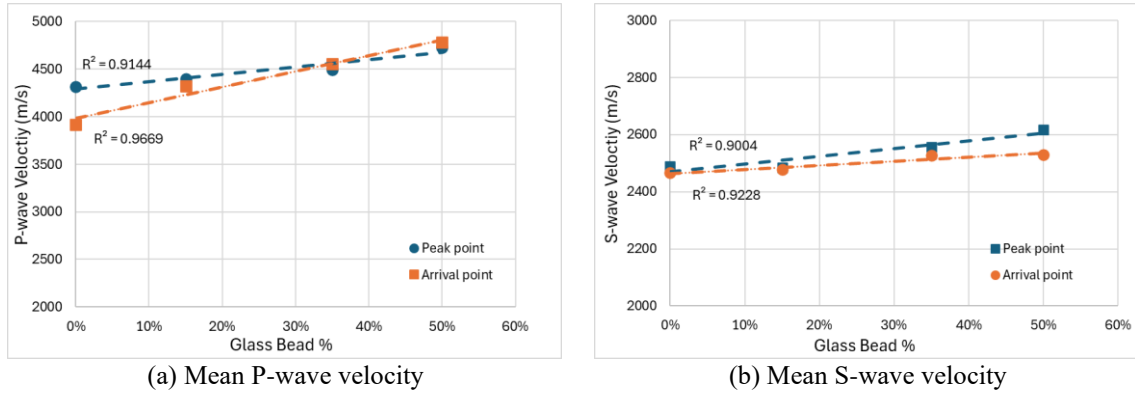 5000
4500
4000
3500
3000
2500
2000
P-wave Veloctiy (m/s)
R² = 0.9144
R² = 0.9669
Peak point
Arrival point
0% 10% 20% 30% 40% 50% 60%
Glass Bead %
(a) Mean P-wave velocity
3000
2800
2600
2400
2200
2000
S-wave Veloctiy (m/s)
R² = 0.9004
R² = 0.9228
Peak point
Arrival point
0% 10% 20% 30% 40% 50% 60%
Glass Bead %
(b) Mean S-wave velocity